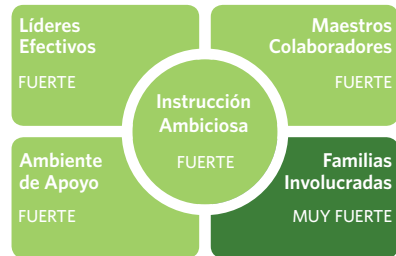 Líderes
Efectivos
FUERTE
Maestros
Colaboradores
FUERTE
Instrucción
Ambiciosa
FUERTE
Ambiente
de Apoyo
FUERTE
Familias
Involucradas
MUY FUERTE